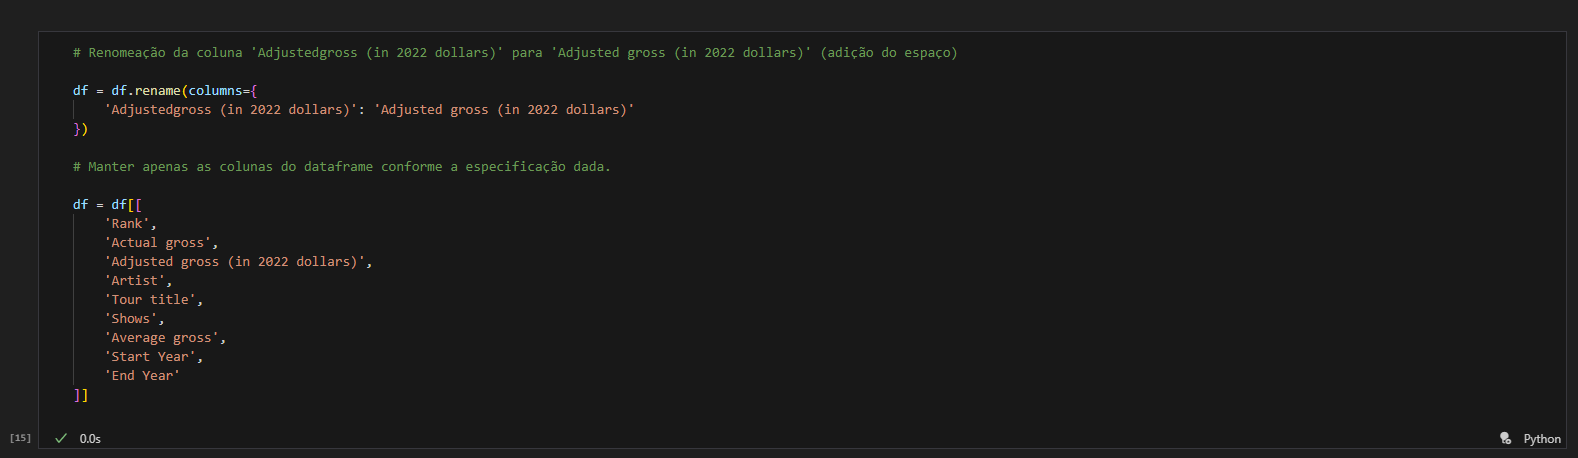 # Renomeação da coluna 'Adjustedgross (in 2022 dollars)' para 'Adjusted gross (in 2022 dollars)' (adição do espaço)
df = df.rename(columns={
'Adjustedgross (in 2022 dollars)': 'Adjusted gross (in 2022 dollars)'
})
# Manter apenas as colunas do dataframe conforme a especificação dada.
df = df[[
'Rank',
'Actual gross',
'Adjusted gross (in 2022 dollars)',
'Artist',
'Tour title',
'Shows',
'Average gross',
'Start Year',
'End Year'
]]
[15] 0.0s Python